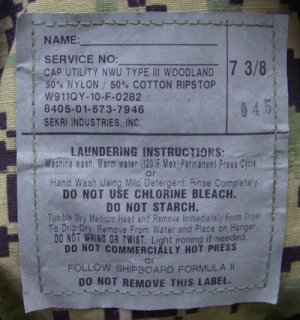 NAME:
SERVICE NO:
CAP UTILITY NWU TYPE III WOODLAND
50% NYLON / 50% COTTON RIPSTOP
W911QY-10-F-0282
8405-01-573-7946
SEKRI INDUSTRIES, INC.
7 3/8
045
LAUNDERING INSTRUCTIONS:
Machine wash, Warm water (120°F Max) Permanent Press Cycle
or
Hand Wash Using Mild Detergent. Rinse Completely.
DO NOT USE CHLORINE BLEACH.
DO NOT STARCH.
Tumble Dry Medium Heat and Remove Immediately From Dryer
To Drip Dry, Remove From Water and Place on Hanger.
DO NOT WRING OR TWIST. Light ironing if needed.
DO NOT COMMERCIALLY HOT PRESS
or
FOLLOW SHIPBOARD FORMULA II
DO NOT REMOVE THIS LABEL.